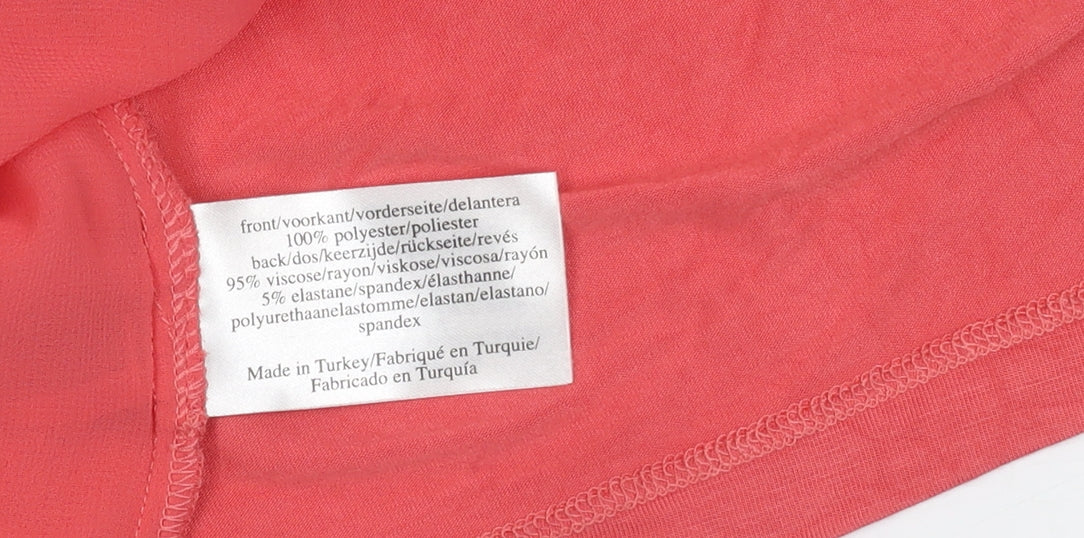 front/voorkant/vorderseite/delantera
100% polyester/poliester
back/dos/keerzijde/rückseite/revés
95% viscose/rayon/viskose/viscosa/rayón
5% elastane/spandex/élasthanne/
polyurethaanelastomme/elastan/elastano/
spandex
Made in Turkey/Fabriqué en Turquie/
Fabricado en Turquía